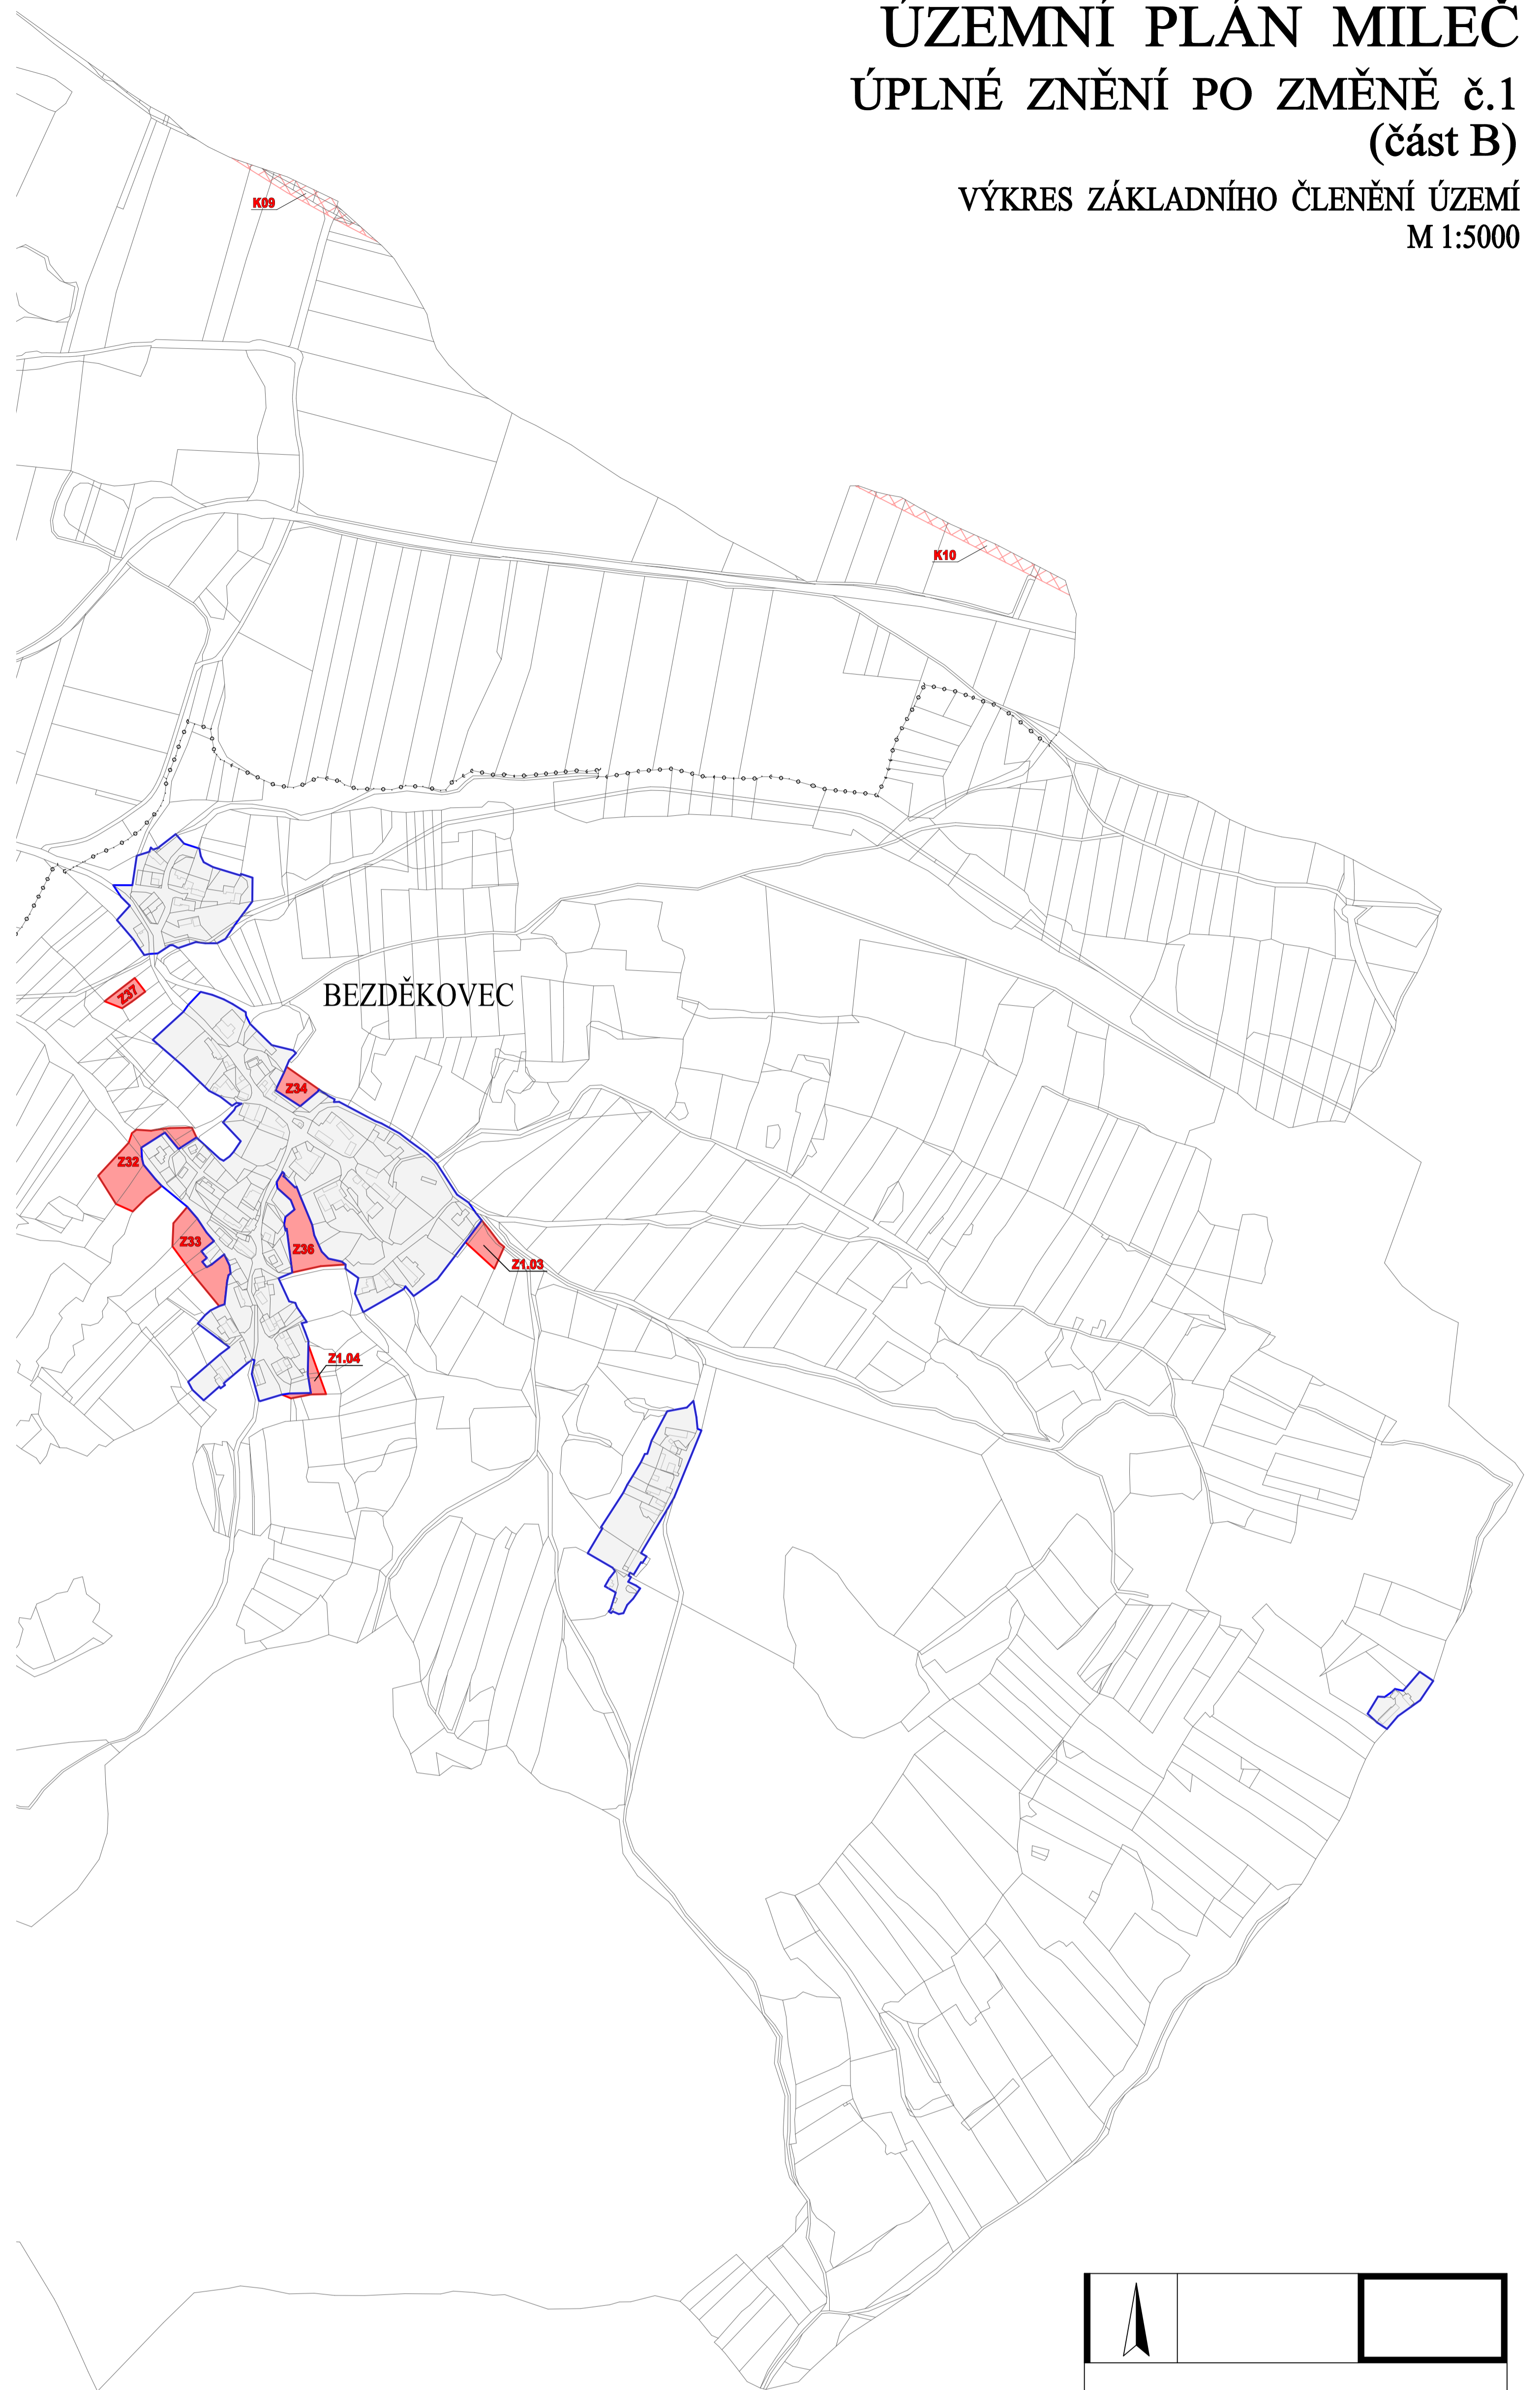 ÚZEMNÍ PLÁN MILEČ
ÚPLNÉ ZNĚNÍ PO ZMĚNĚ č.1
(část B)
VÝKRES ZÁKLADNÍHO ČLENĚNÍ ÚZEMÍ
M 1:5000
K09
K10
Z37
BEZDĚKOVEC
Z34
Z32
Z33
Z36
Z1.03
Z1.04